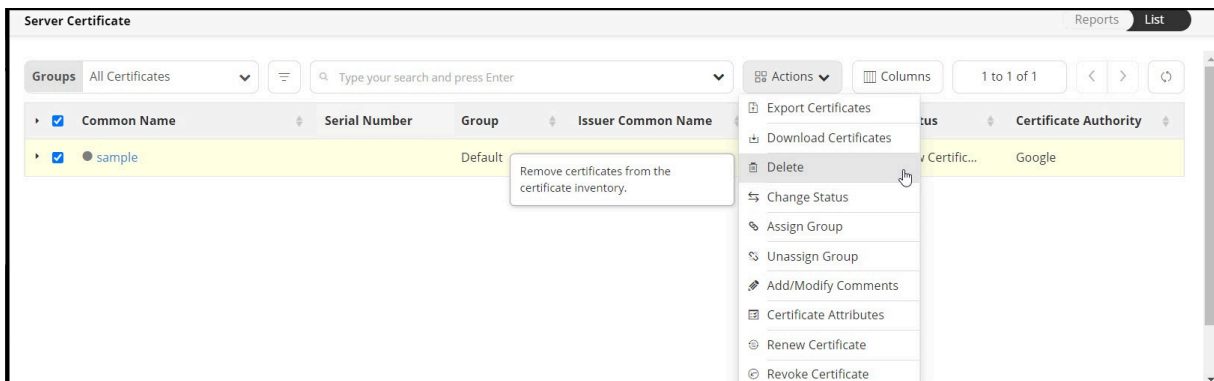 Server Certificate
Reports List
Groups All Certificates Type your search and press Enter Actions Columns 1 to 1 of 1
Common Name Serial Number Group Issuer Common Name tus Certificate Authority
sample Default v Certific... Google
Remove certificates from the
certificate inventory.
Export Certificates
Download Certificates
Delete
Change Status
Assign Group
Unassign Group
Add/Modify Comments
Certificate Attributes
Renew Certificate
Revoke Certificate